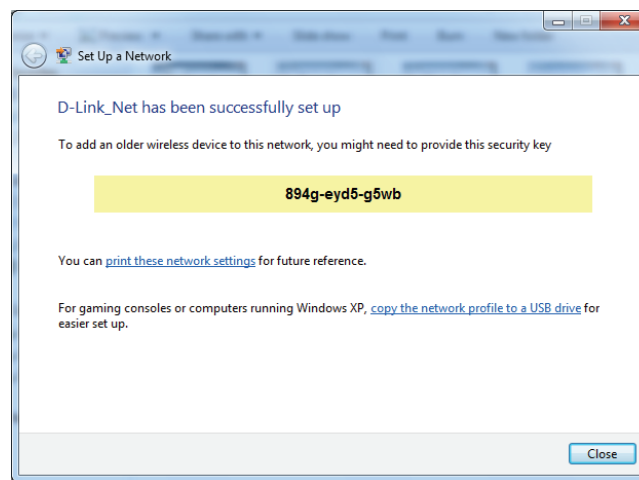 Set Up a Network
D-Link_Net has been successfully set up
To add an older wireless device to this network, you might need to provide this security key
894g-eyd5-g5wb
You can print these network settings for future reference.
For gaming consoles or computers running Windows XP, copy the network profile to a USB drive for
easier set up.
Close